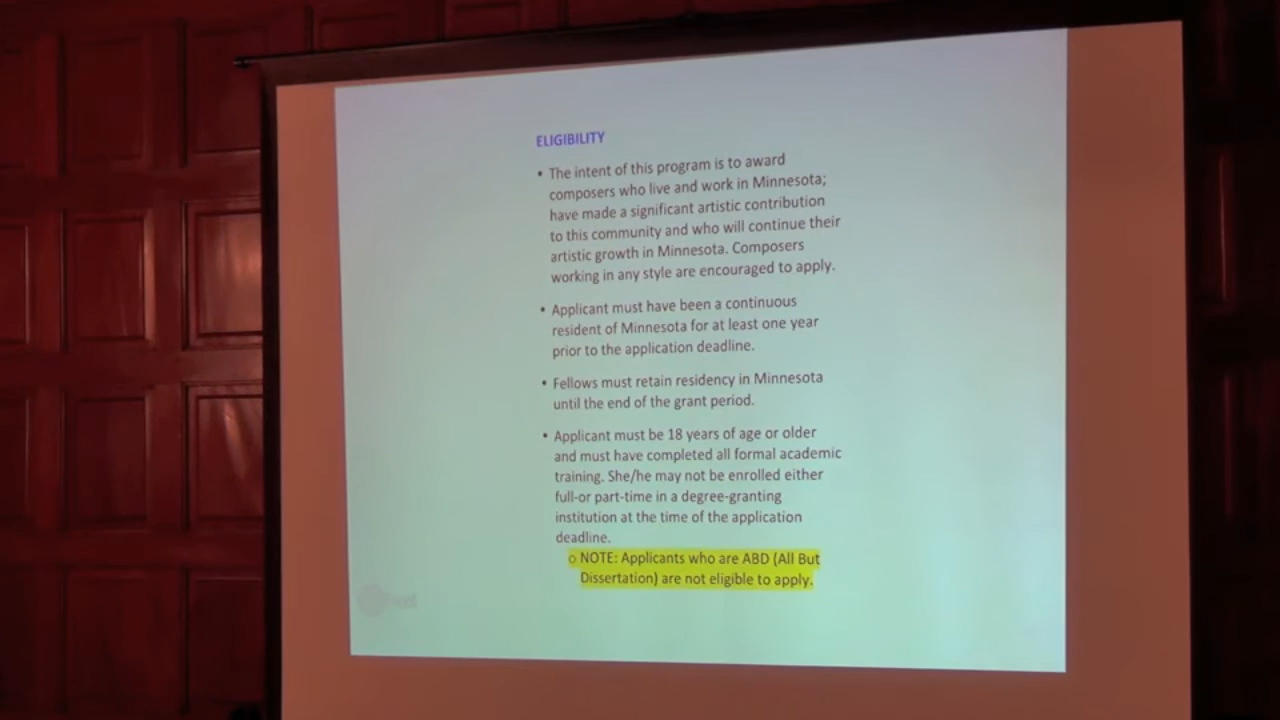 ELIGIBILITY
• The intent of this program is to award
composers who live and work in Minnesota;
have made a significant artistic contribution
to this community and who will continue their
artistic growth in Minnesota. Composers
working in any style are encouraged to apply.
• Applicant must have been a continuous
resident of Minnesota for at least one year
prior to the application deadline.
• Fellows must retain residency in Minnesota
until the end of the grant period.
• Applicant must be 18 years of age or older
and must have completed all formal academic
training. She/he may not be enrolled either
full-or part-time in a degree-granting
institution at the time of the application
deadline.
o NOTE: Applicants who are ABD (All But
Dissertation) are not eligible to apply.